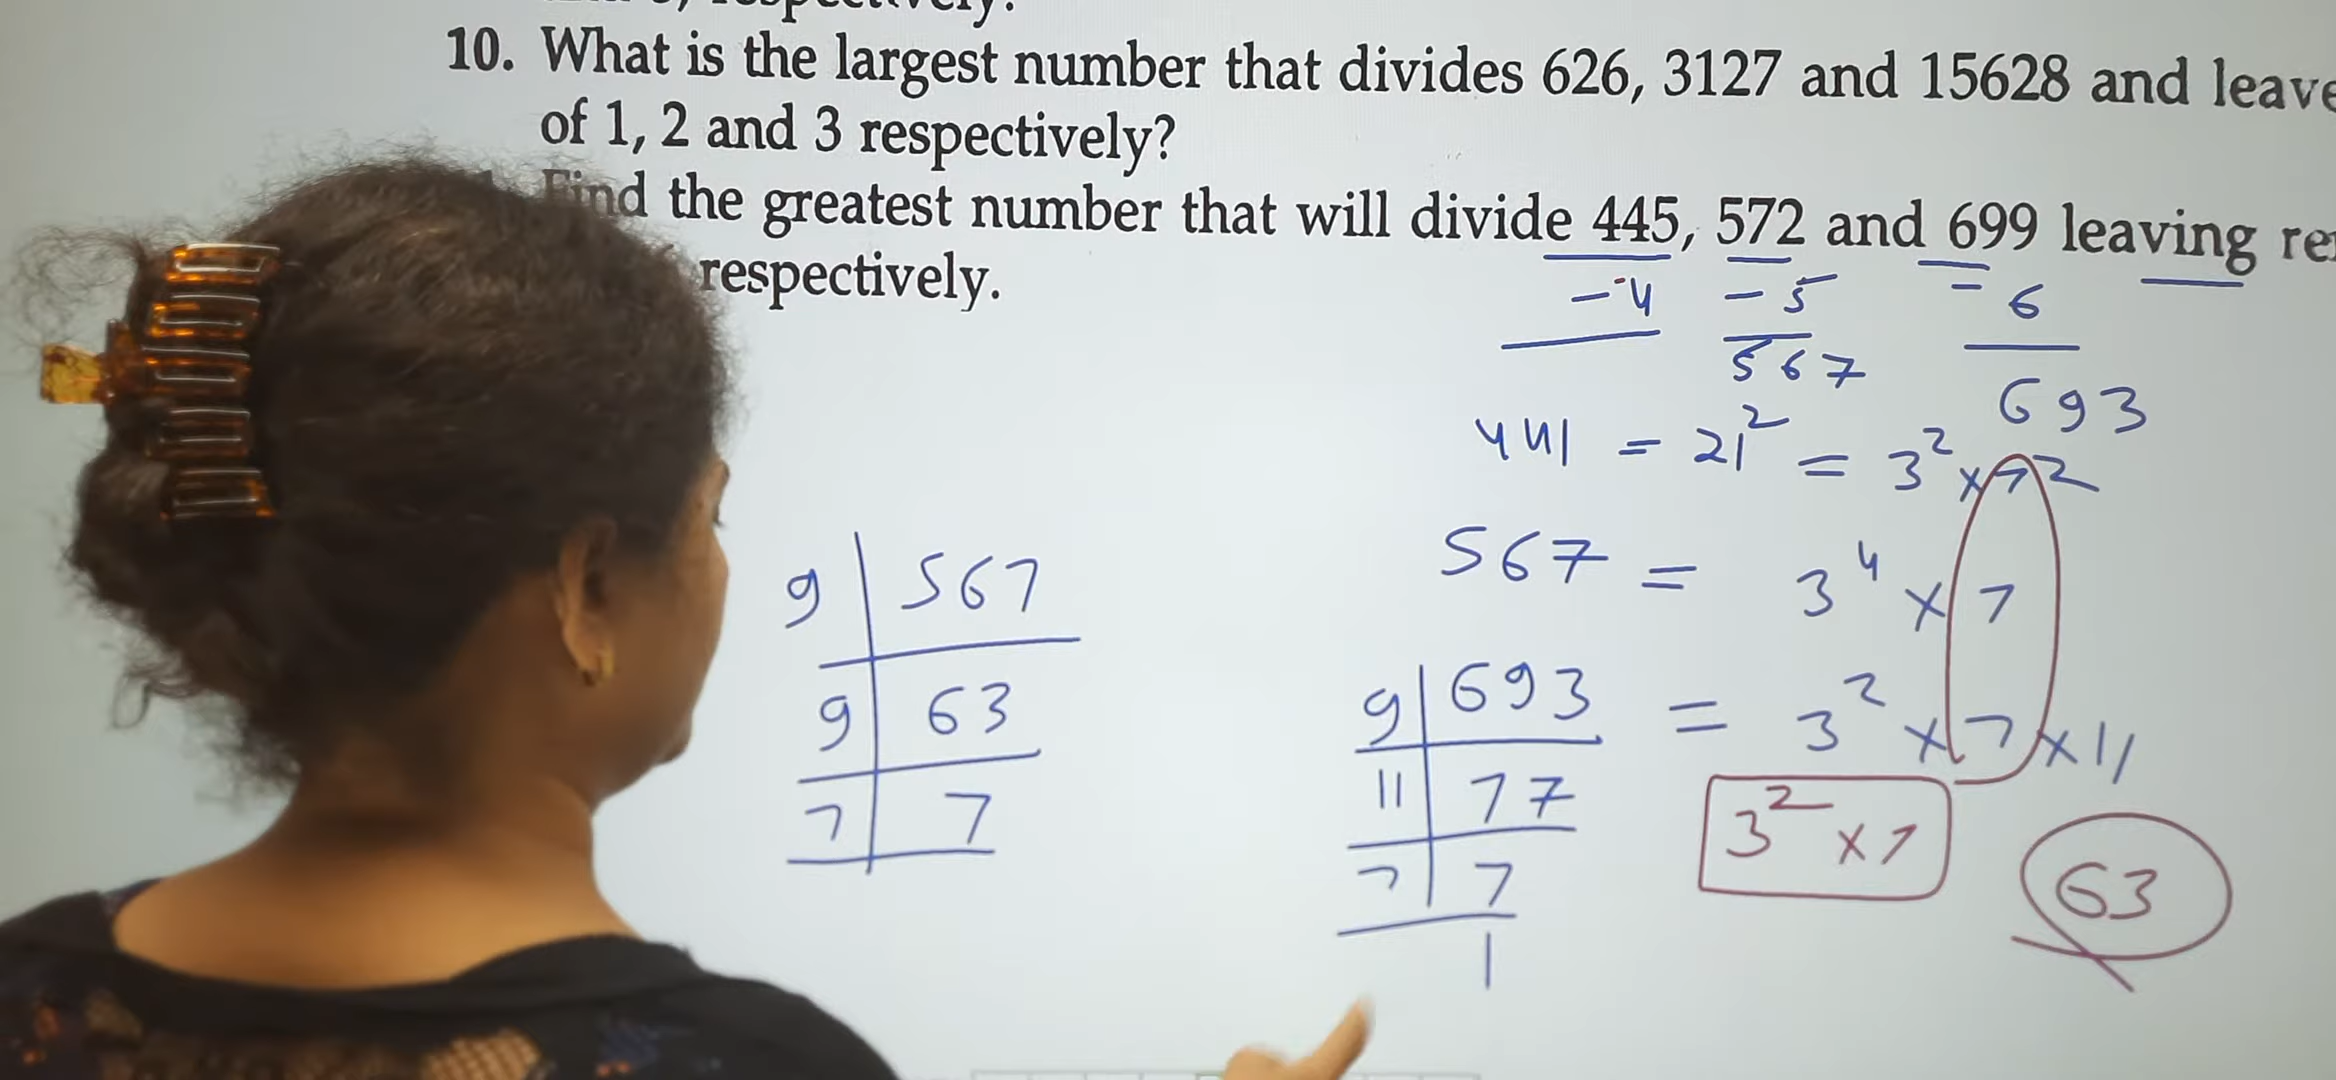 respectively.
10. What is the largest number that divides 626, 3127 and 15628 and leave
of 1, 2 and 3 respectively?
Find the greatest number that will divide 445, 572 and 699 leaving
respectively.
- 4 - 5 - 6
567
693
441 = 21² = 3² × 7²
567 = 3⁴ × 7
9 | 567
9 | 63
7 | 7
9 | 693 = 3² × 7 × 11
11 | 77
7 | 7
1
3² × 7
63